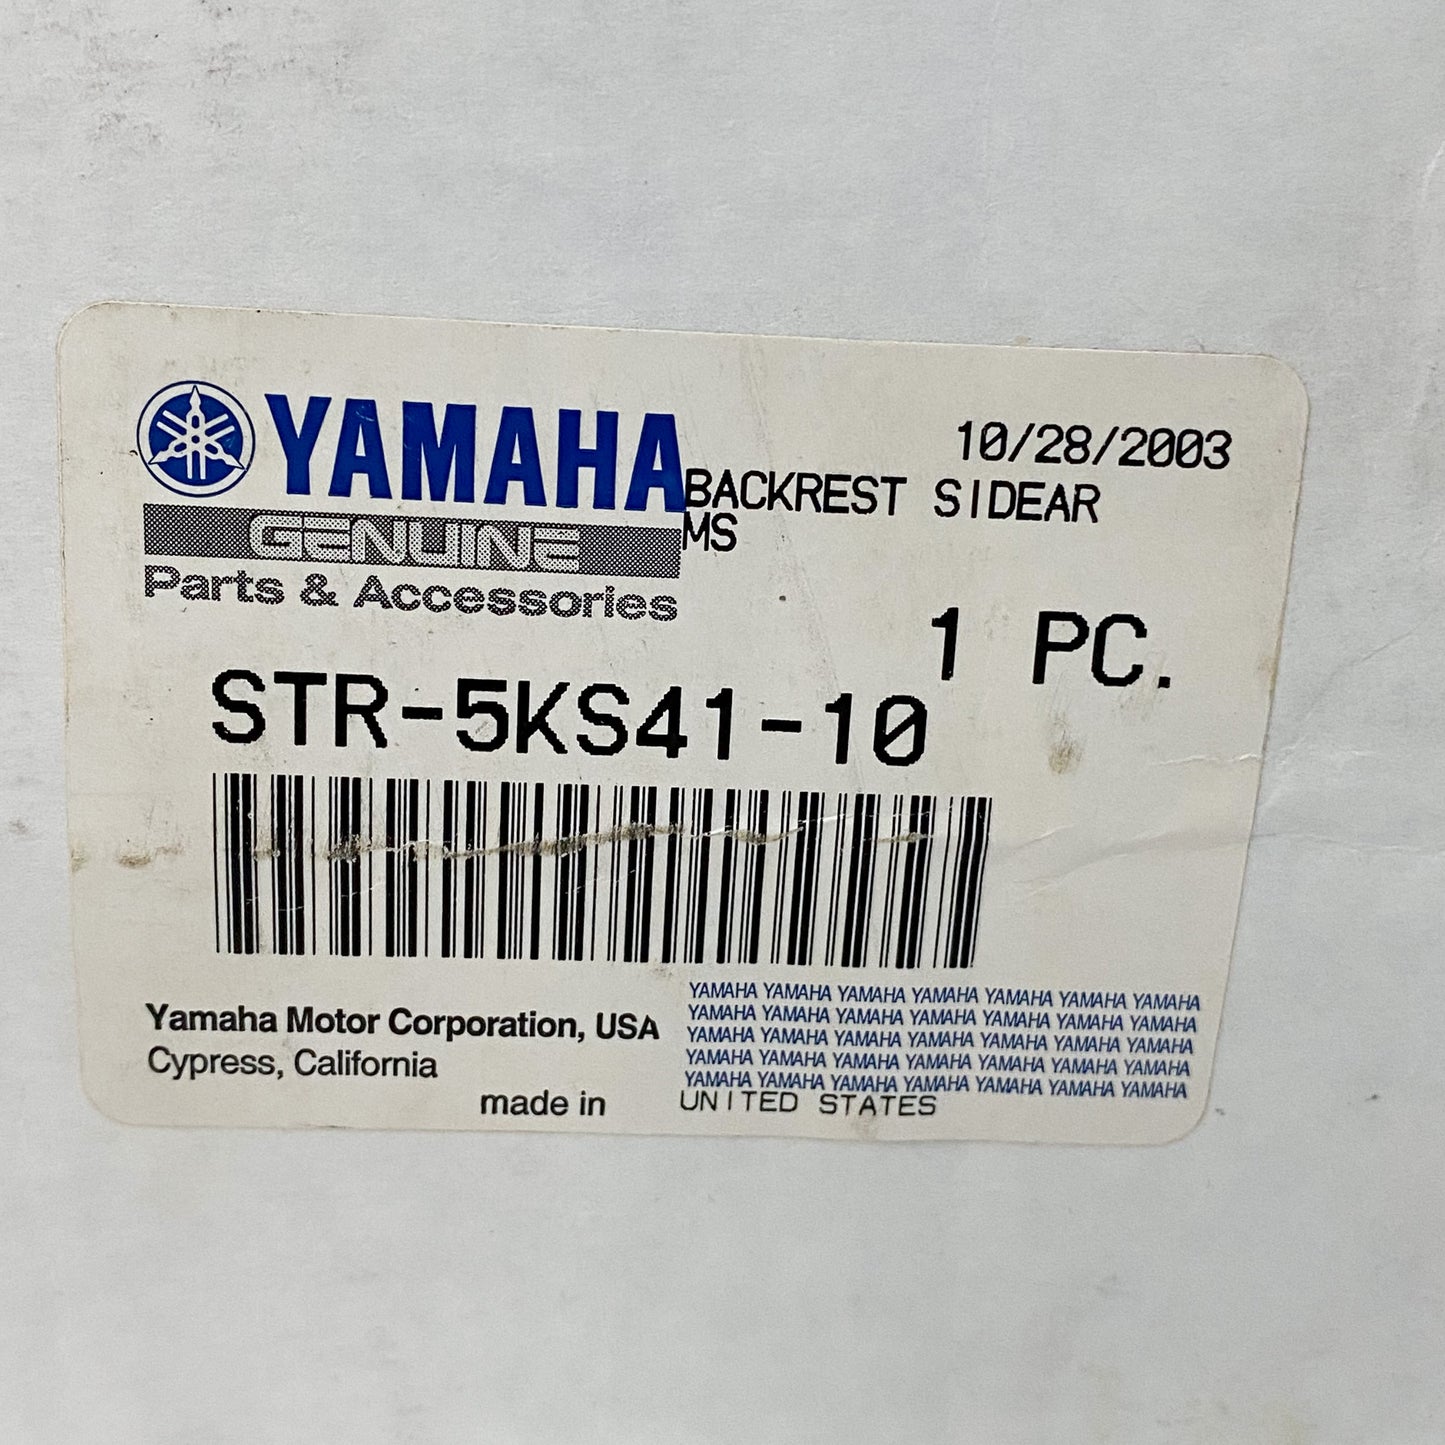 YAMAHA
10/28/2003
BACKREST SIDEAR
MS
GENUINE
Parts & Accessories
1 PC.
STR-5KS41-10
YAMAHA YAMAHA YAMAHA YAMAHA YAMAHA YAMAHA YAMAHA
YAMAHA YAMAHA YAMAHA YAMAHA YAMAHA YAMAHA YAMAHA
YAMAHA YAMAHA YAMAHA YAMAHA YAMAHA YAMAHA YAMAHA
YAMAHA YAMAHA YAMAHA YAMAHA YAMAHA YAMAHA YAMAHA
YAMAHA YAMAHA YAMAHA YAMAHA YAMAHA YAMAHA YAMAHA
Yamaha Motor Corporation, USA
Cypress, California
made in UNITED STATES